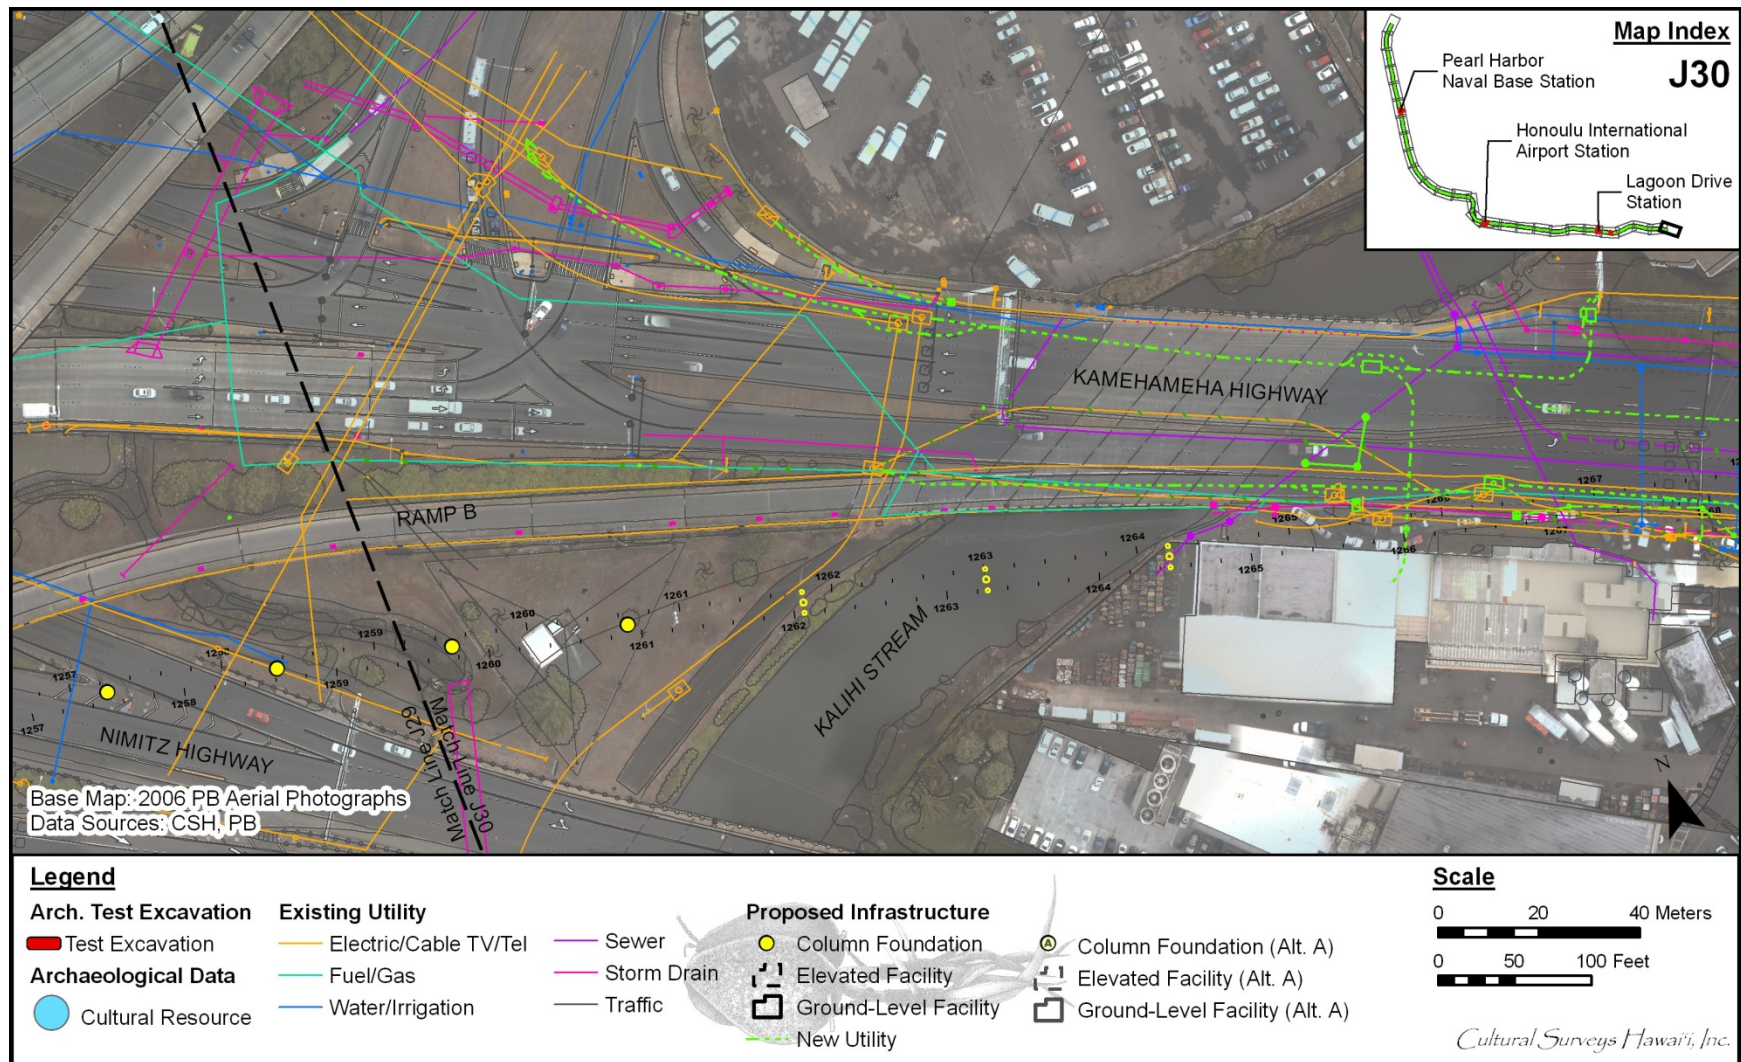 Map Index
J30
Pearl Harbor
Naval Base Station
Honoulu International
Airport Station
Lagoon Drive
Station
KAMEHAMEHA HIGHWAY
RAMP B
KALIHI STREAM
NIMITZ HIGHWAY
1267
1268
1268
1267
1265
1266
1264
1265
1263
1264
1262
1263
1261
1262
1260
1261
1259
1260
1258
1259
1257
1258
1257
Match Line J29
Match Line J30
N
Base Map: 2006 PB Aerial Photographs
Data Sources: CSH, PB
Legend
Arch. Test Excavation
Test Excavation
Archaeological Data
Cultural Resource
Existing Utility
Electric/Cable TV/Tel
Fuel/Gas
Water/Irrigation
Sewer
Storm Drain
Traffic
Proposed Infrastructure
Column Foundation
Elevated Facility
Ground-Level Facility
New Utility
A Column Foundation (Alt. A)
Elevated Facility (Alt. A)
Ground-Level Facility (Alt. A)
Scale
0 20 40 Meters
0 50 100 Feet
Cultural Surveys Hawai'i, Inc.